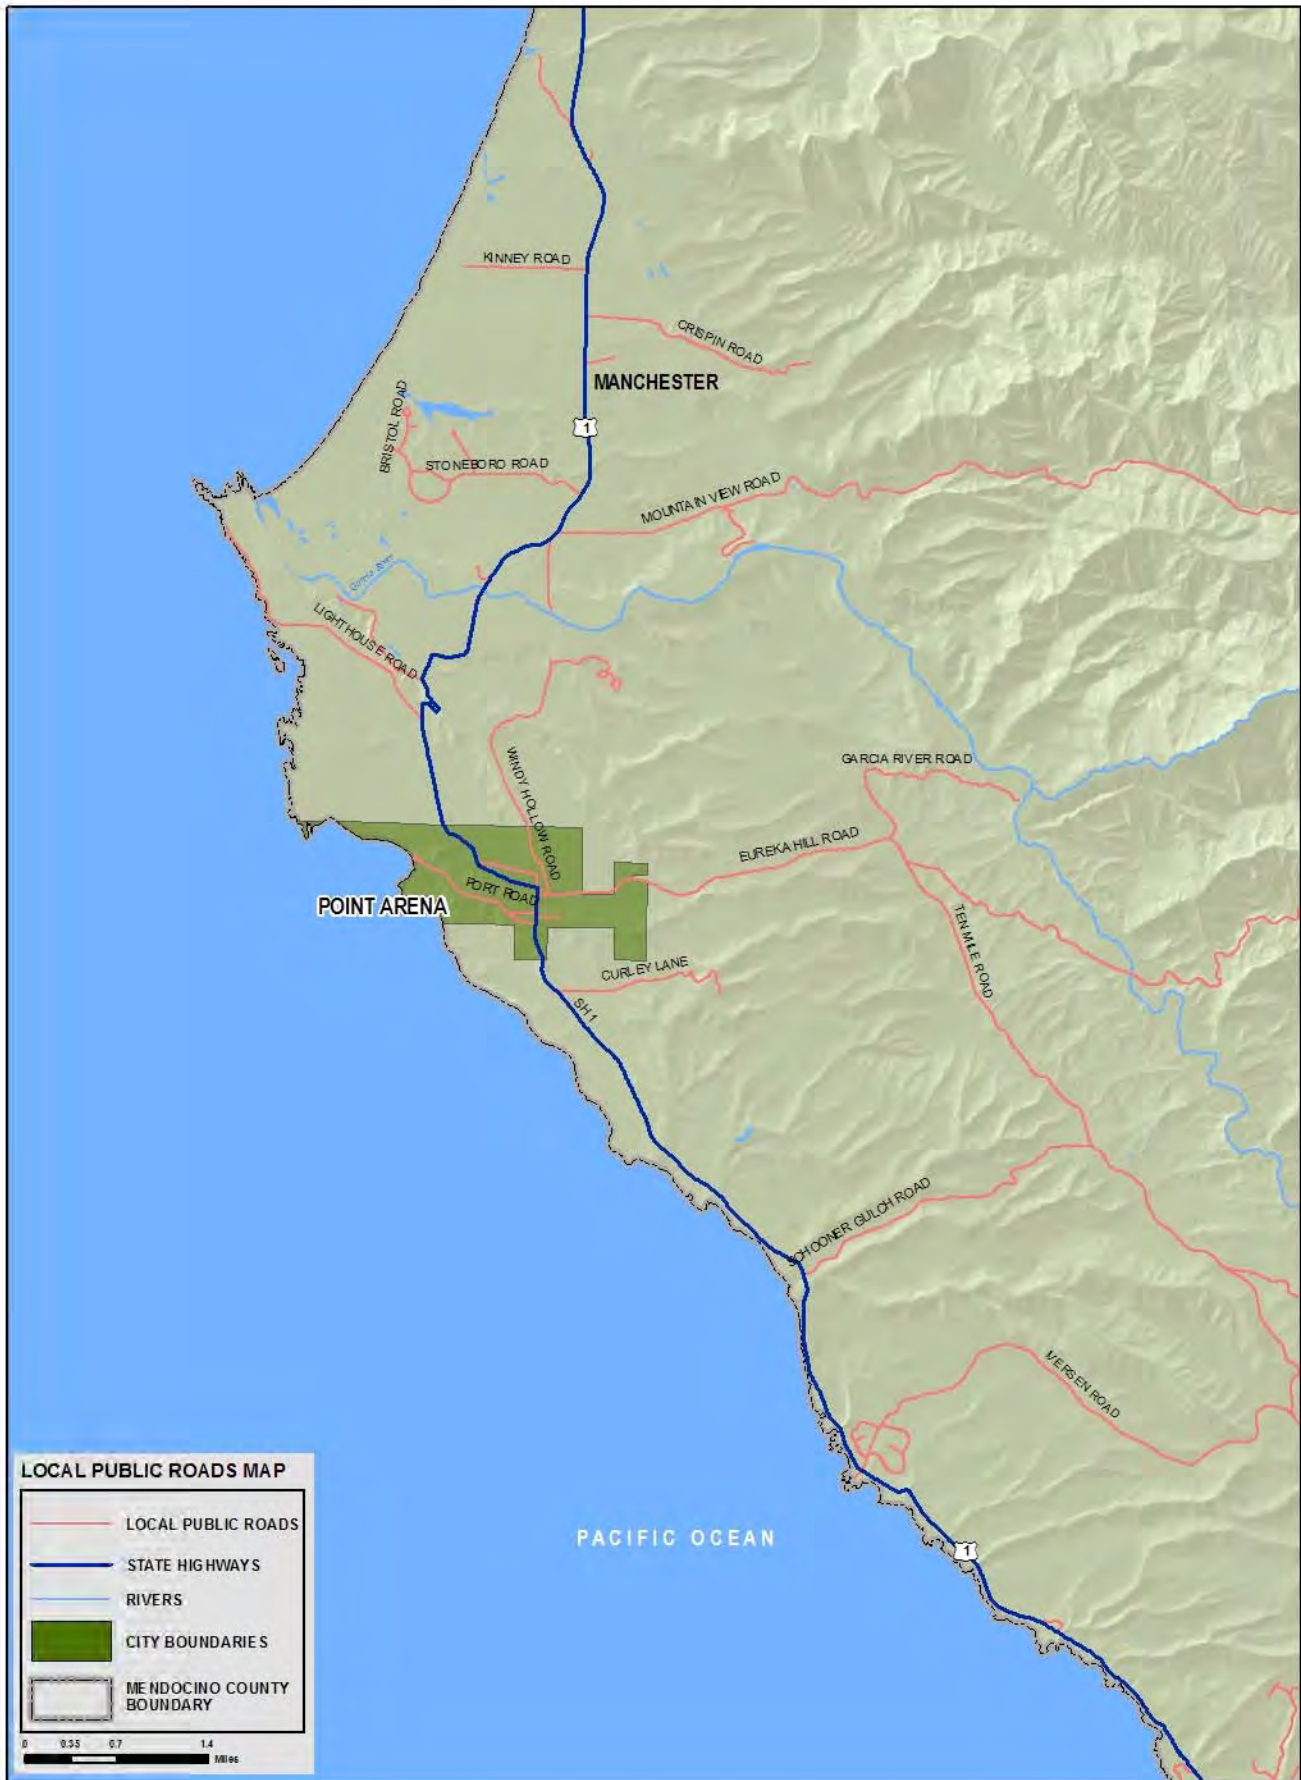 KINNEY ROAD
CRISPIN ROAD
MANCHESTER
BRISTOL ROAD
1
STONEBORO ROAD
MOUNTAIN VIEW ROAD
Garcia River
LIGHTHOUSE ROAD
WINDY HOLLOW ROAD
GARCIA RIVER ROAD
EUREKA HILL ROAD
PORT ROAD
POINT ARENA
TEN MILE ROAD
CURLEY LANE
SH 1
SCHOONER GULCH ROAD
IVERSEN ROAD
PACIFIC OCEAN
1
LOCAL PUBLIC ROADS MAP
LOCAL PUBLIC ROADS
STATE HIGHWAYS
RIVERS
CITY BOUNDARIES
MENDOCINO COUNTY
BOUNDARY
0 0.35 0.7 1.4
Miles